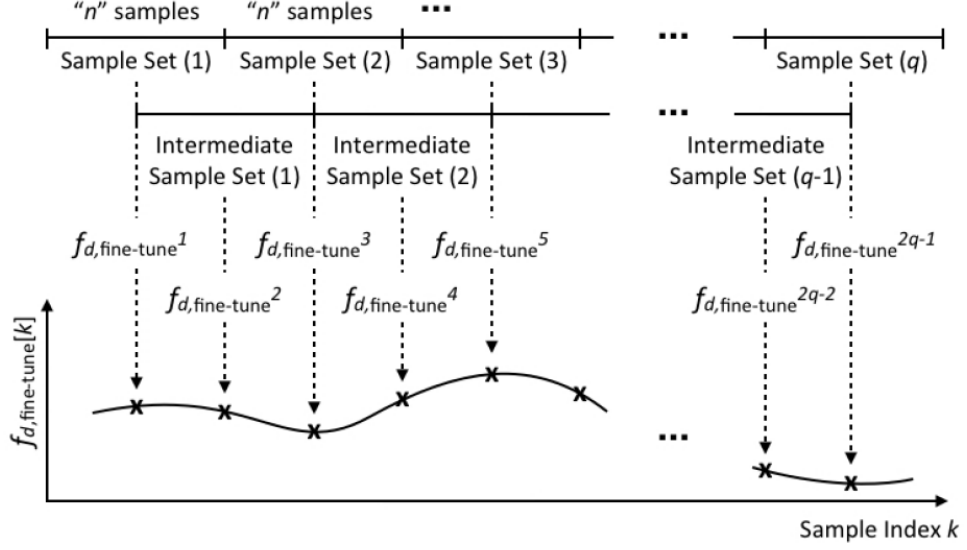 “n” samples “n” samples ...
Sample Set (1) Sample Set (2) Sample Set (3) ... Sample Set (q)
...
Intermediate Intermediate Intermediate
Sample Set (1) Sample Set (2) Sample Set (q-1)
fd,fine-tune1 fd,fine-tune3 fd,fine-tune5 fd,fine-tune2q-1
fd,fine-tune2 fd,fine-tune4 fd,fine-tune2q-2
fd,fine-tune[k]
...
Sample Index k